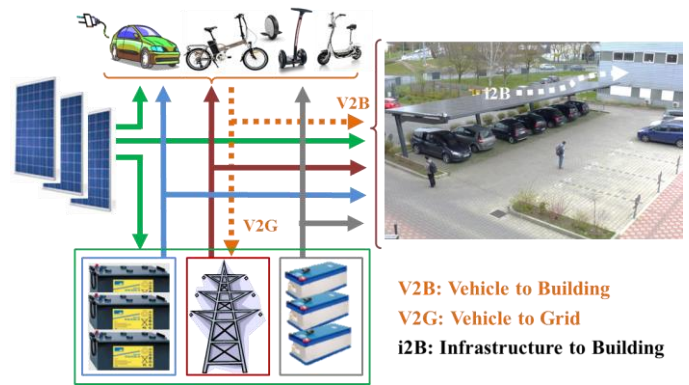 V2B
i2B
V2G
V2B: Vehicle to Building
V2G: Vehicle to Grid
i2B: Infrastructure to Building